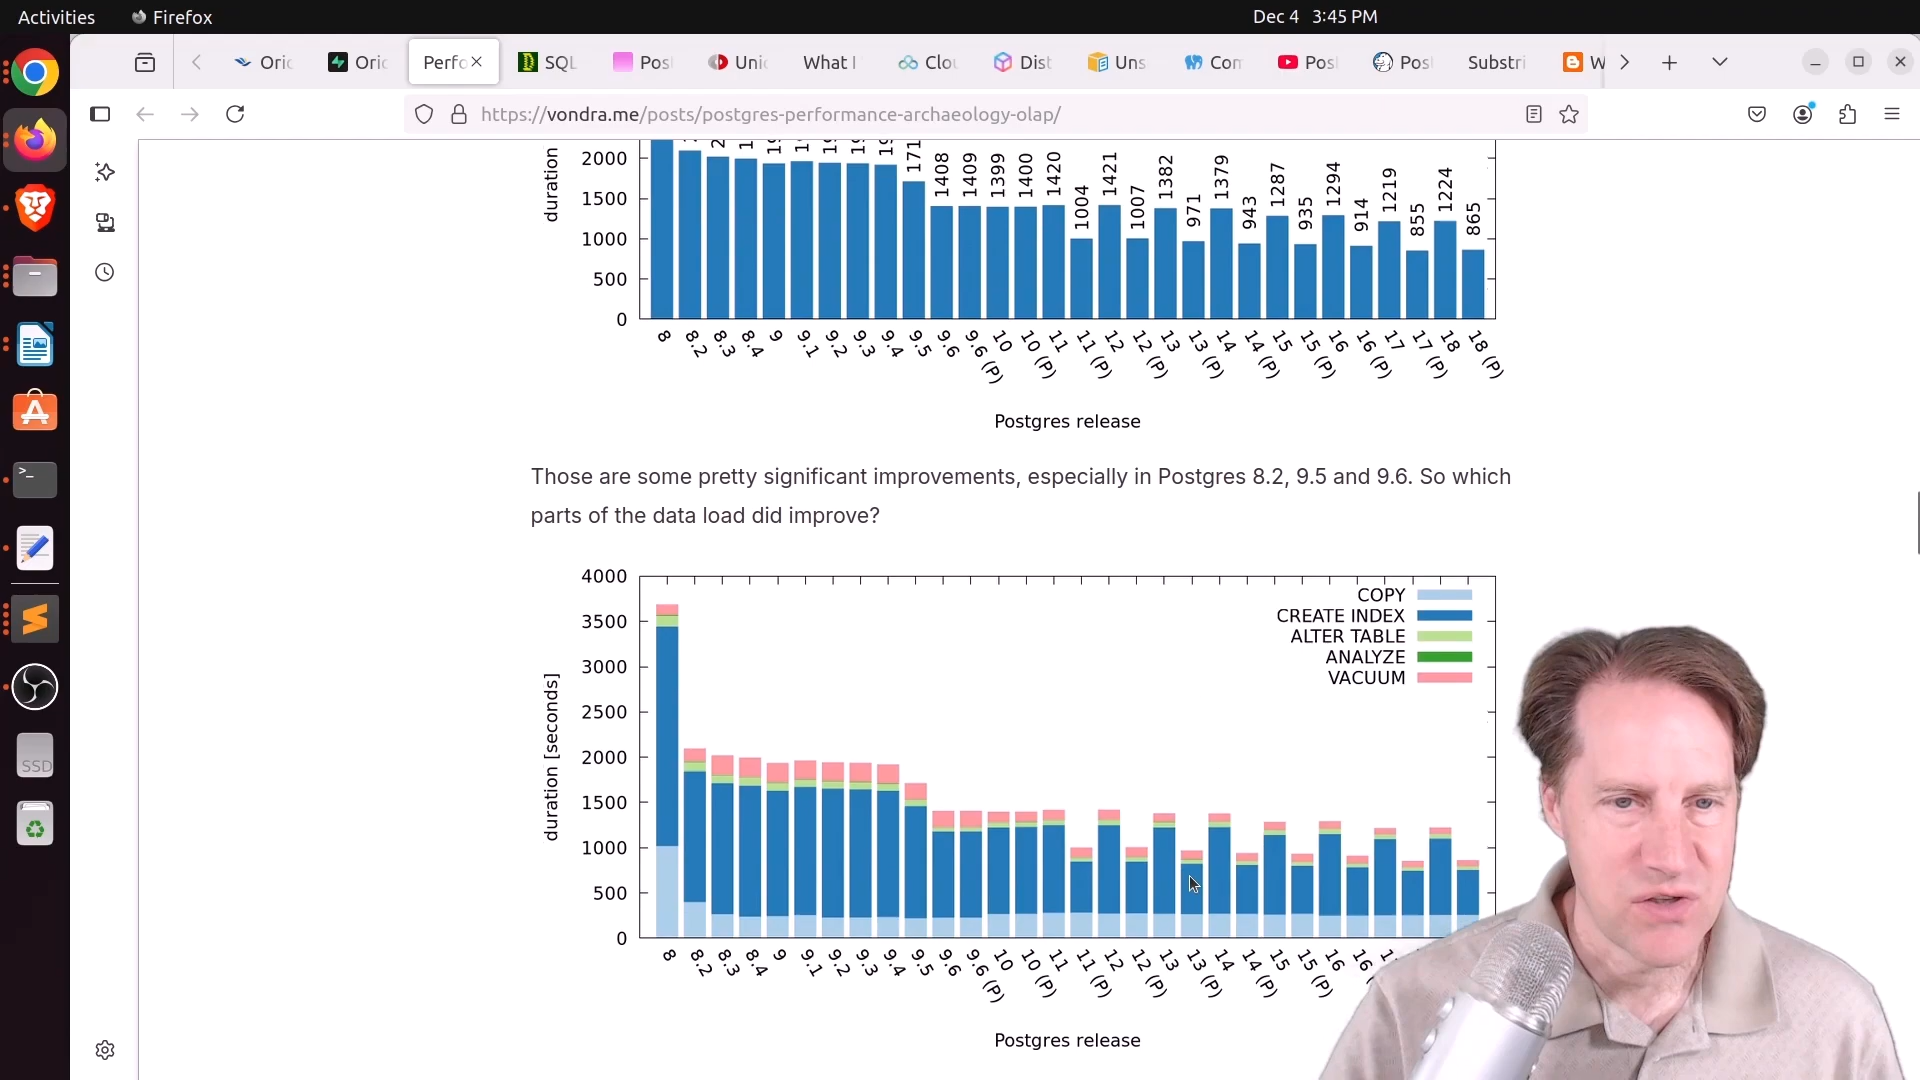 Activities Firefox Dec 4 3:45 PM
Oric Oric Perfo SQL Pos Unic What I Clou Dist Uns Con Post Post Substri W
https://vondra.me/posts/postgres-performance-archaeology-olap/
duration
2000
1500
1000
500
0
171 1408 1409 1399 1400 1420 1004 1421 1007 1382 971 1379 943 1287 935 1294 914 1219 855 1224 865
8 8.2 8.3 8.4 9 9.1 9.2 9.3 9.4 9.5 9.6 9.6 (P) 10 10 (P) 11 11 (P) 12 12 (P) 13 13 (P) 14 14 (P) 15 15 (P) 16 16 (P) 17 17 (P) 18 18 (P)
Postgres release
Those are some pretty significant improvements, especially in Postgres 8.2, 9.5 and 9.6. So which
parts of the data load did improve?
duration [seconds]
4000
3500
3000
2500
2000
1500
1000
500
0
COPY
CREATE INDEX
ALTER TABLE
ANALYZE
VACUUM
8 8.2 8.3 8.4 9 9.1 9.2 9.3 9.4 9.5 9.6 9.6 (P) 10 10 (P) 11 11 (P) 12 12 (P) 13 13 (P) 14 14 (P) 15 15 (P) 16 16
Postgres release
SSD